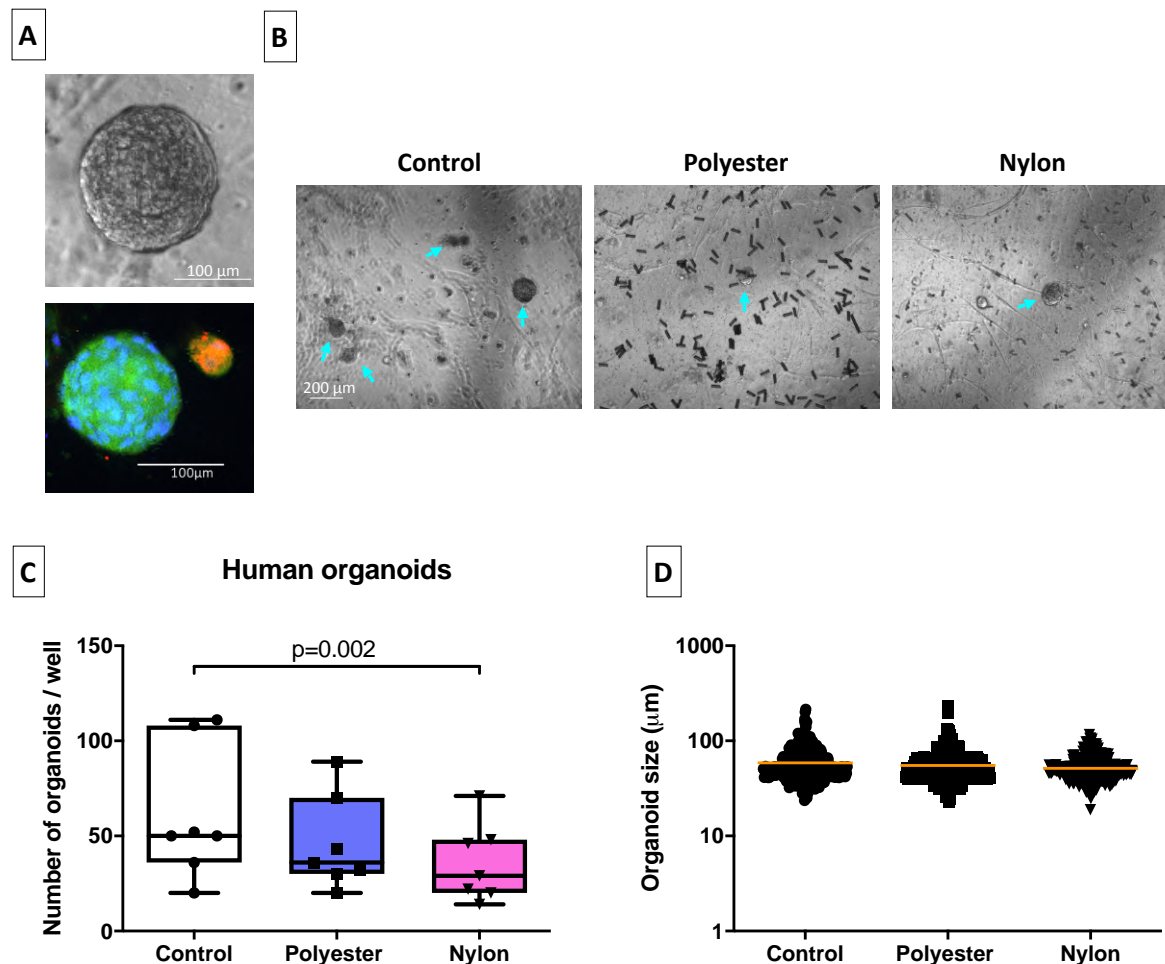 A
B
100 µm
100µm
Control
Polyester
Nylon
200 µm
C
Human organoids
Number of organoids / well
150
100
50
0
p=0.002
Control
Polyester
Nylon
D
Organoid size (µm)
1000
100
10
1
Control
Polyester
Nylon